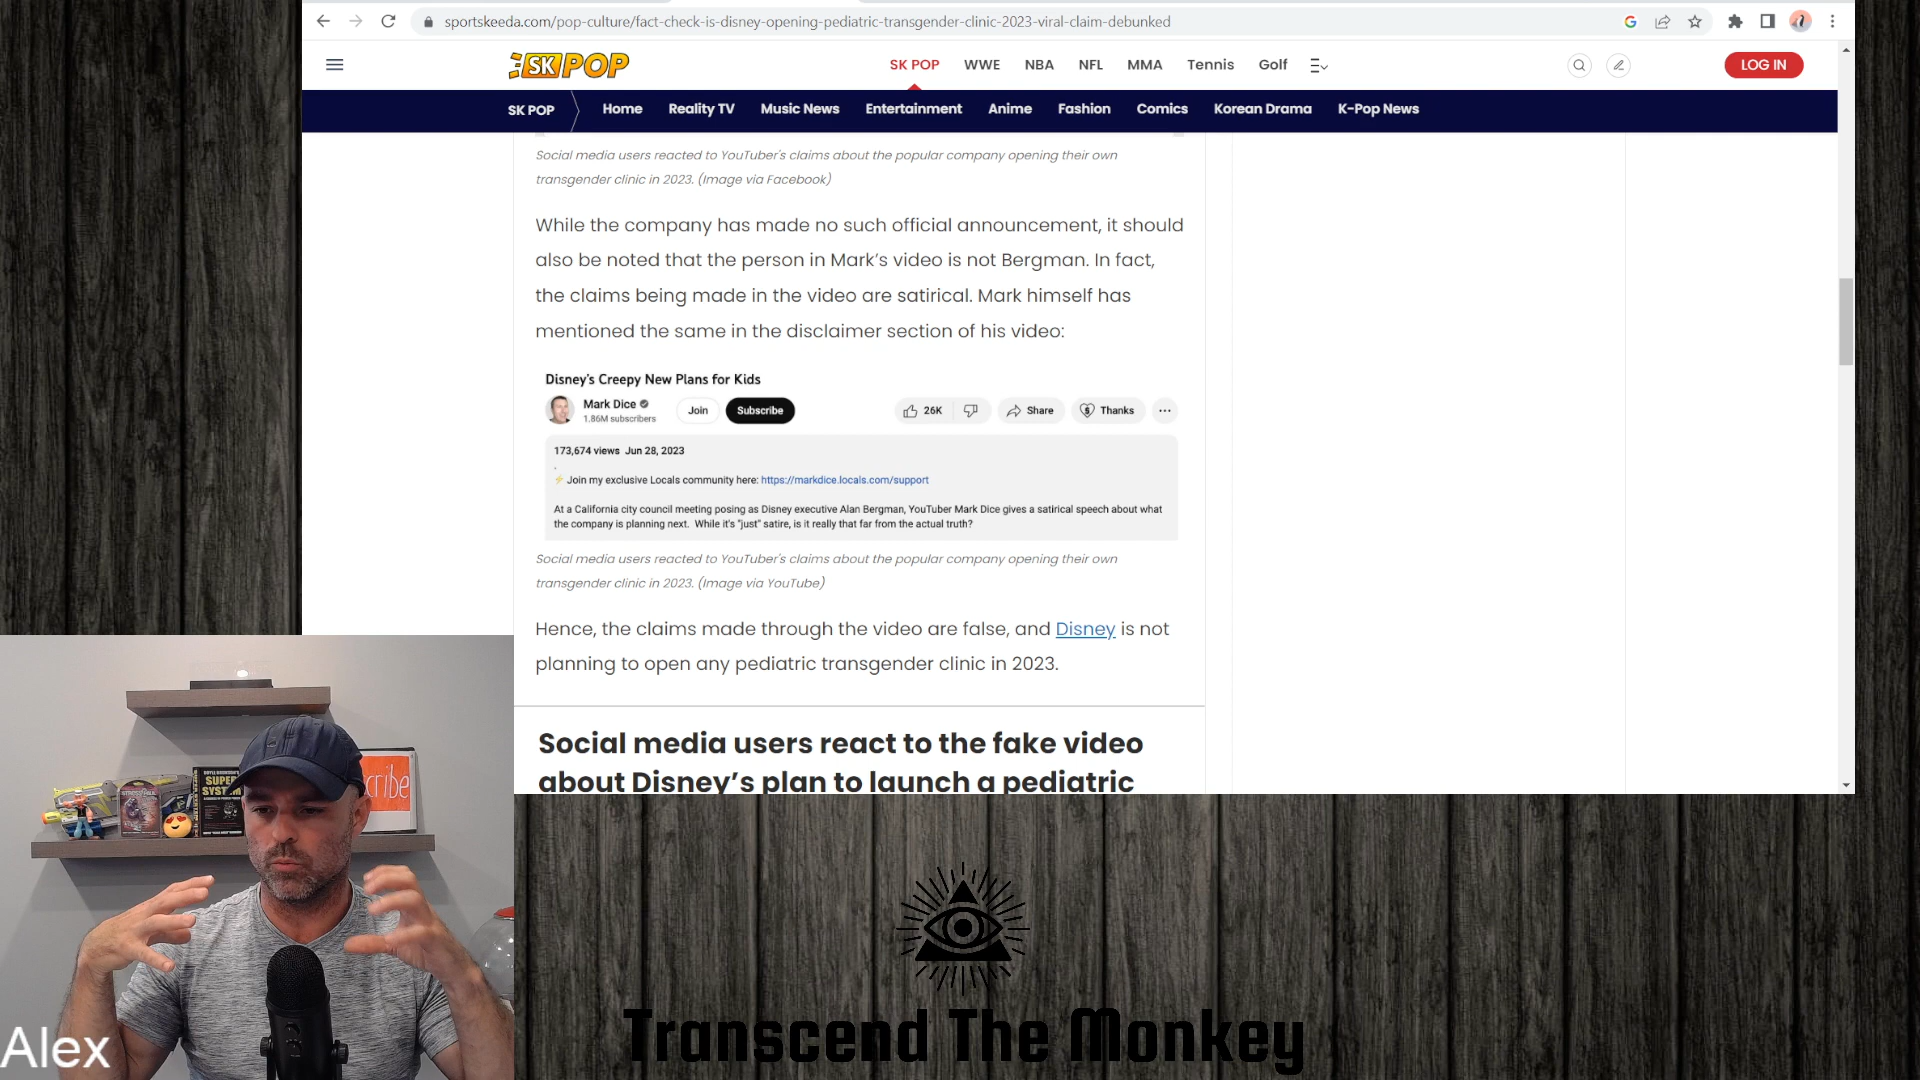 sportskeeda.com/pop-culture/fact-check-is-disney-opening-pediatric-transgender-clinic-2023-viral-claim-debunked
SK POP
SK POP WWE NBA NFL MMA Tennis Golf
LOG IN
SK POP Home Reality TV Music News Entertainment Anime Fashion Comics Korean Drama K-Pop News
Social media users reacted to YouTuber's claims about the popular company opening their own
transgender clinic in 2023. (Image via Facebook)
While the company has made no such official announcement, it should
also be noted that the person in Mark's video is not Bergman. In fact,
the claims being made in the video are satirical. Mark himself has
mentioned the same in the disclaimer section of his video:
Disney's Creepy New Plans for Kids
Mark Dice
1.86M subscribers
Join Subscribe 26K Share Thanks
173,674 views Jun 28, 2023
⚡ Join my exclusive Locals community here: https://markdice.locals.com/support
At a California city council meeting posing as Disney executive Alan Bergman, YouTuber Mark Dice gives a satirical speech about what
the company is planning next. While it's "just" satire, is it really that far from the actual truth?
Social media users reacted to YouTuber's claims about the popular company opening their own
transgender clinic in 2023. (Image via YouTube)
Hence, the claims made through the video are false, and Disney is not
planning to open any pediatric transgender clinic in 2023.
Social media users react to the fake video
about Disney's plan to launch a pediatric
SUPER
SYST
cribe
Alex
Transcend The Monkey